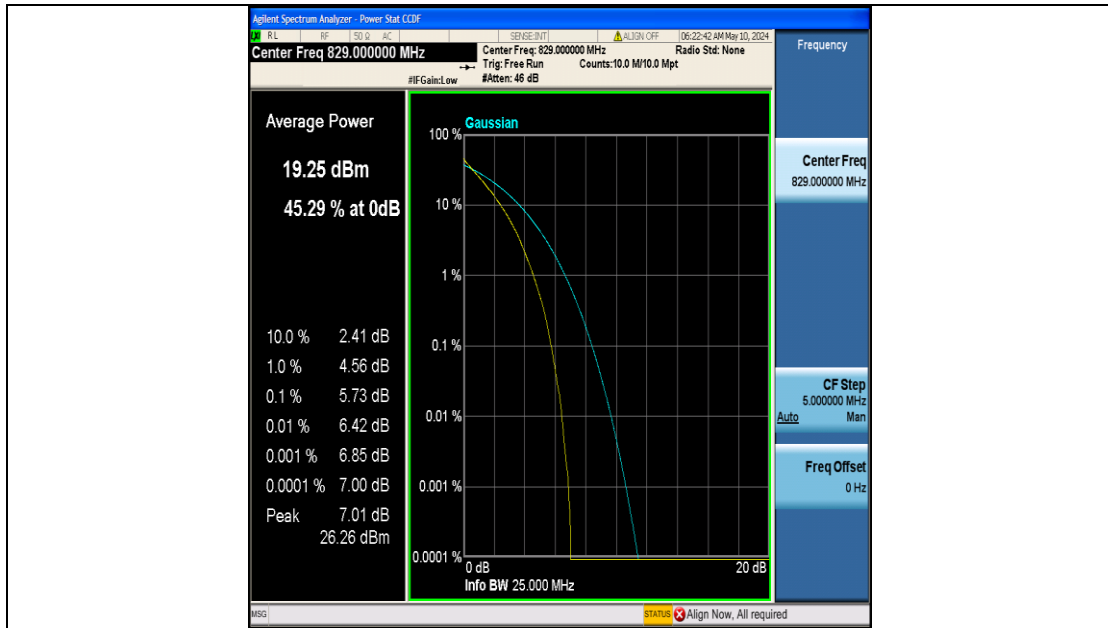 Agilent Spectrum Analyzer - Power Stat CCDF
RL RF 50 Ω AC SENSE:INT ALIGN OFF 06:22:42 AM May 10, 2024
Center Freq 829.000000 MHz
Center Freq: 829.000000 MHz Radio Std: None
Trig: Free Run Counts:10.0 M/10.0 Mpt
#IFGain:Low #Atten: 46 dB
Frequency
Average Power
19.25 dBm
45.29 % at 0dB
10.0 % 2.41 dB
1.0 % 4.56 dB
0.1 % 5.73 dB
0.01 % 6.42 dB
0.001 % 6.85 dB
0.0001 % 7.00 dB
Peak 7.01 dB
26.26 dBm
Gaussian
100 %
10 %
1 %
0.1 %
0.01 %
0.001 %
0.0001 %
0 dB 20 dB
Info BW 25.000 MHz
Center Freq
829.000000 MHz
CF Step
5.000000 MHz
Auto Man
Freq Offset
0 Hz
MSG STATUS Align Now, All required